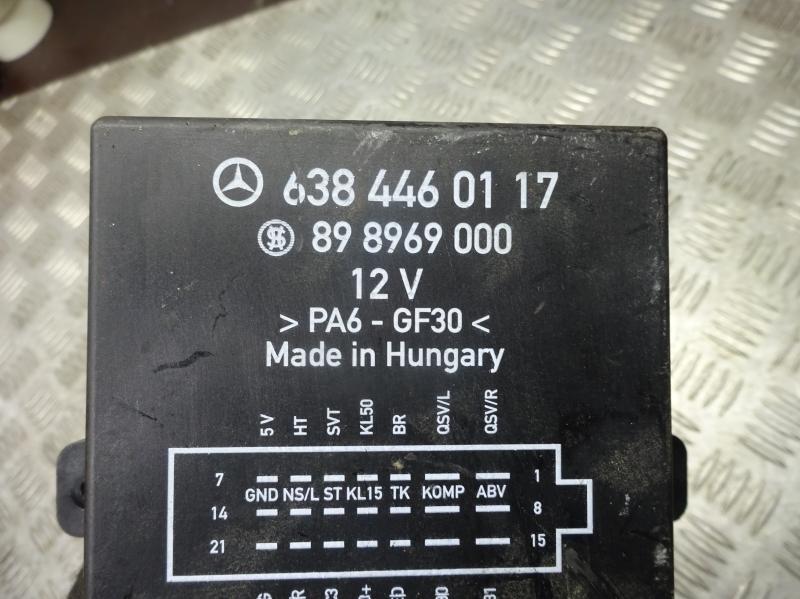 638 446 01 17
89 8969 000
12 V
> PA6 - GF30 <
Made in Hungary
5 V HT SVT KL50 BR QSV/L QSV/R
7 1
GND NS/L ST KL15 TK KOMP ABV
14 8
21 15